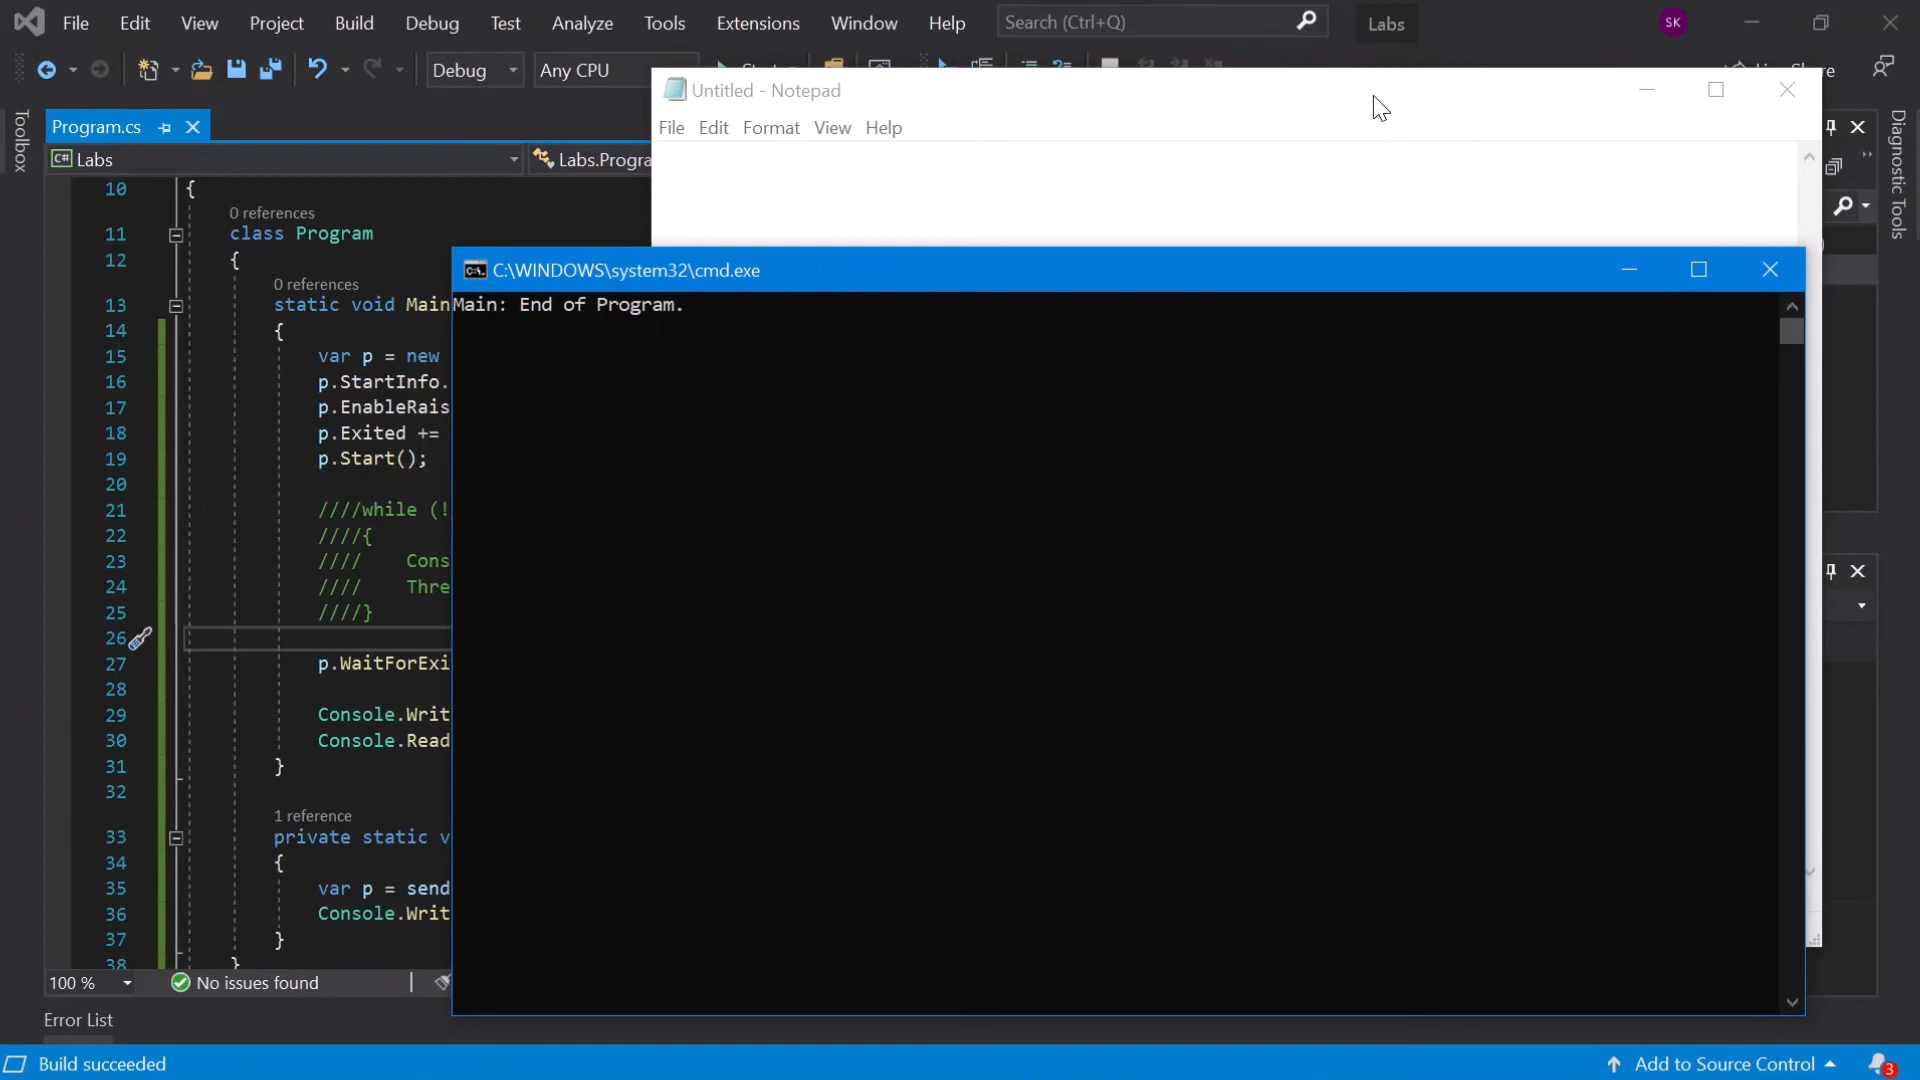 File Edit View Project Build Debug Test Analyze Tools Extensions Window Help Search (Ctrl+Q) Labs SK
Debug Any CPU
Untitled - Notepad
File Edit Format View Help
Toolbox
Program.cs
C# Labs Labs.Progra
Diagnostic Tools
10 {
0 references
11 class Program
12 {
0 references
13 static void Main
14 {
15 var p = new
16 p.StartInfo.
17 p.EnableRais
18 p.Exited +=
19 p.Start();
20
21 ////while (!
22 ////{
23 //// Cons
24 //// Thre
25 ////}
26
27 p.WaitForExi
28
29 Console.Writ
30 Console.Read
31 }
32
1 reference
33 private static v
34 {
35 var p = send
36 Console.Writ
37 }
38 }
C:\WINDOWS\system32\cmd.exe
Main: End of Program.
100 % No issues found
Error List
Build succeeded Add to Source Control 3